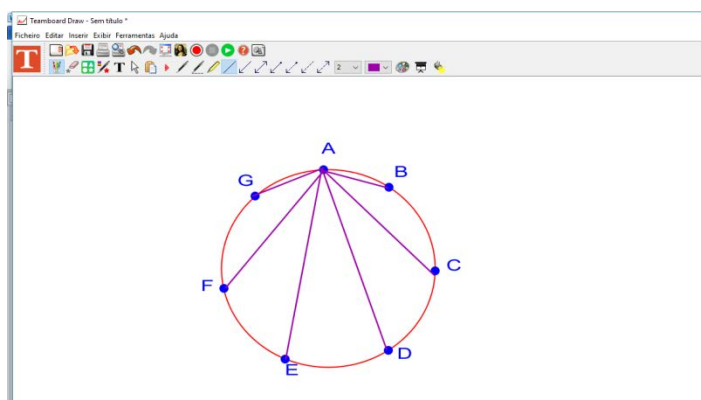 Teamboard Draw - Sem título *
Ficheiro Editar Inserir Exibir Ferramentas Ajuda
T
T 2
A
B
G
C
F
D
E